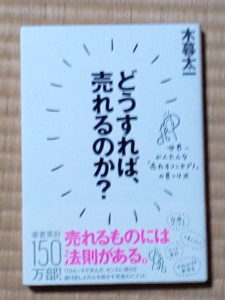 木暮太一
どうすれば、
売れるのか?
世界一
かんたんな
「売れるコンセプト」
の見つけ方
著書累計
150
万部!
売れるものには
法則がある。